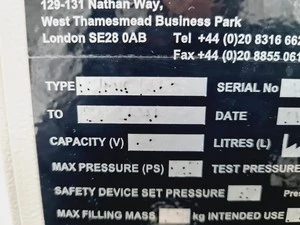 129-131 Nathan Way,
West Thamesmead Business Park
London SE28 0AB Tel +44 (0)20 8316 662
Fax +44 (0)20 8855 061
TYPE SERIAL No
TO DATE
CAPACITY (V) LITRES (L)
MAX PRESSURE (PS) TEST PRESSURE
SAFETY DEVICE SET PRESSURE Pres
MAX FILLING MASS kg INTENDED USE